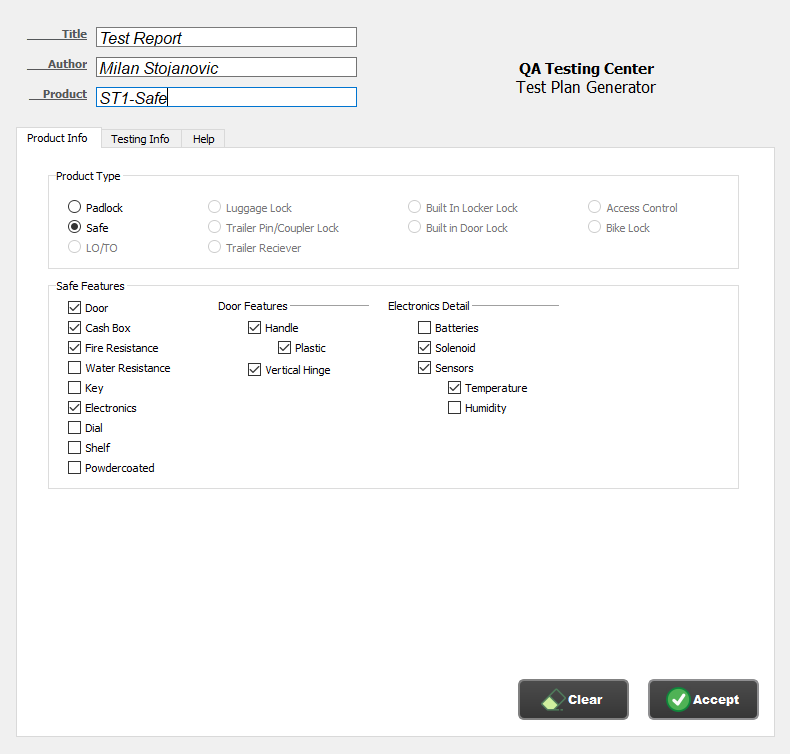 Title Test Report
Author Milan Stojanovic
Product ST1-Safe
QA Testing Center
Test Plan Generator
Product Info Testing Info Help
Product Type
Padlock Luggage Lock Built In Locker Lock Access Control
Safe Trailer Pin/Coupler Lock Built in Door Lock Bike Lock
LO/TO Trailer Reciever
Safe Features
Door
Cash Box
Fire Resistance
Water Resistance
Key
Electronics
Dial
Shelf
Powdercoated
Door Features
Handle
Plastic
Vertical Hinge
Electronics Detail
Batteries
Solenoid
Sensors
Temperature
Humidity
Clear Accept